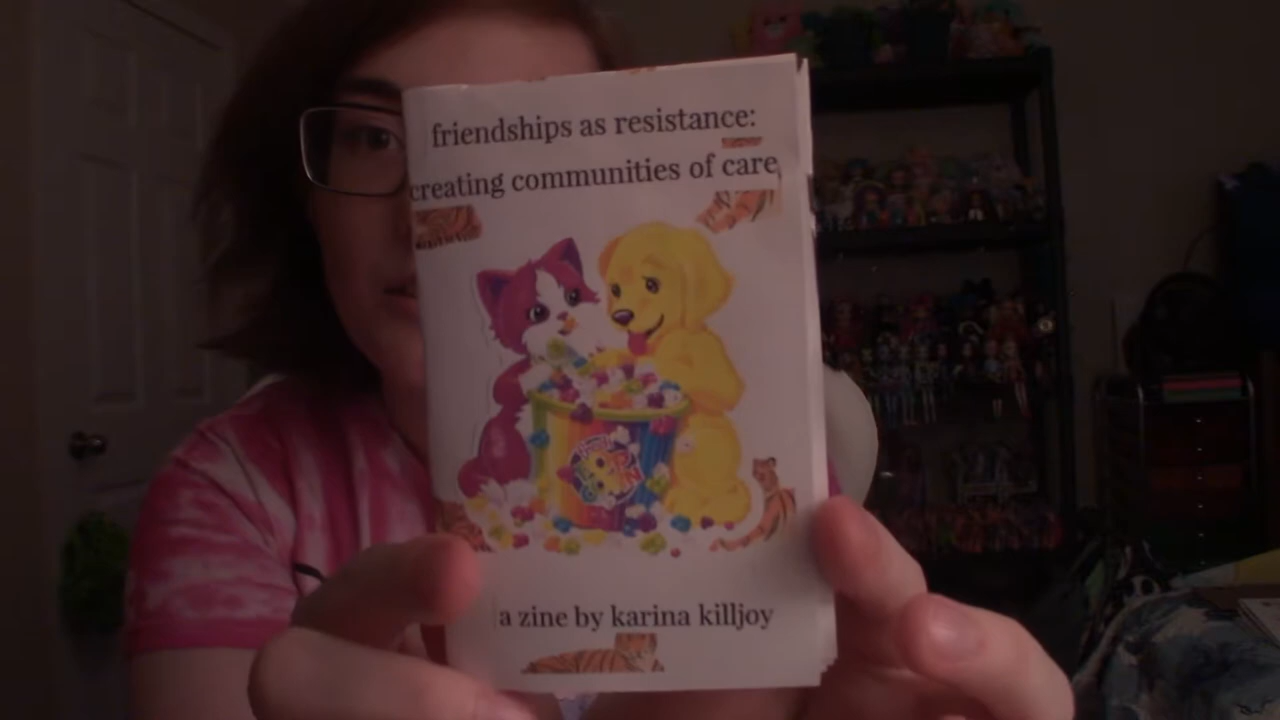 friendships as resistance:
creating communities of care
a zine by karina killjoy